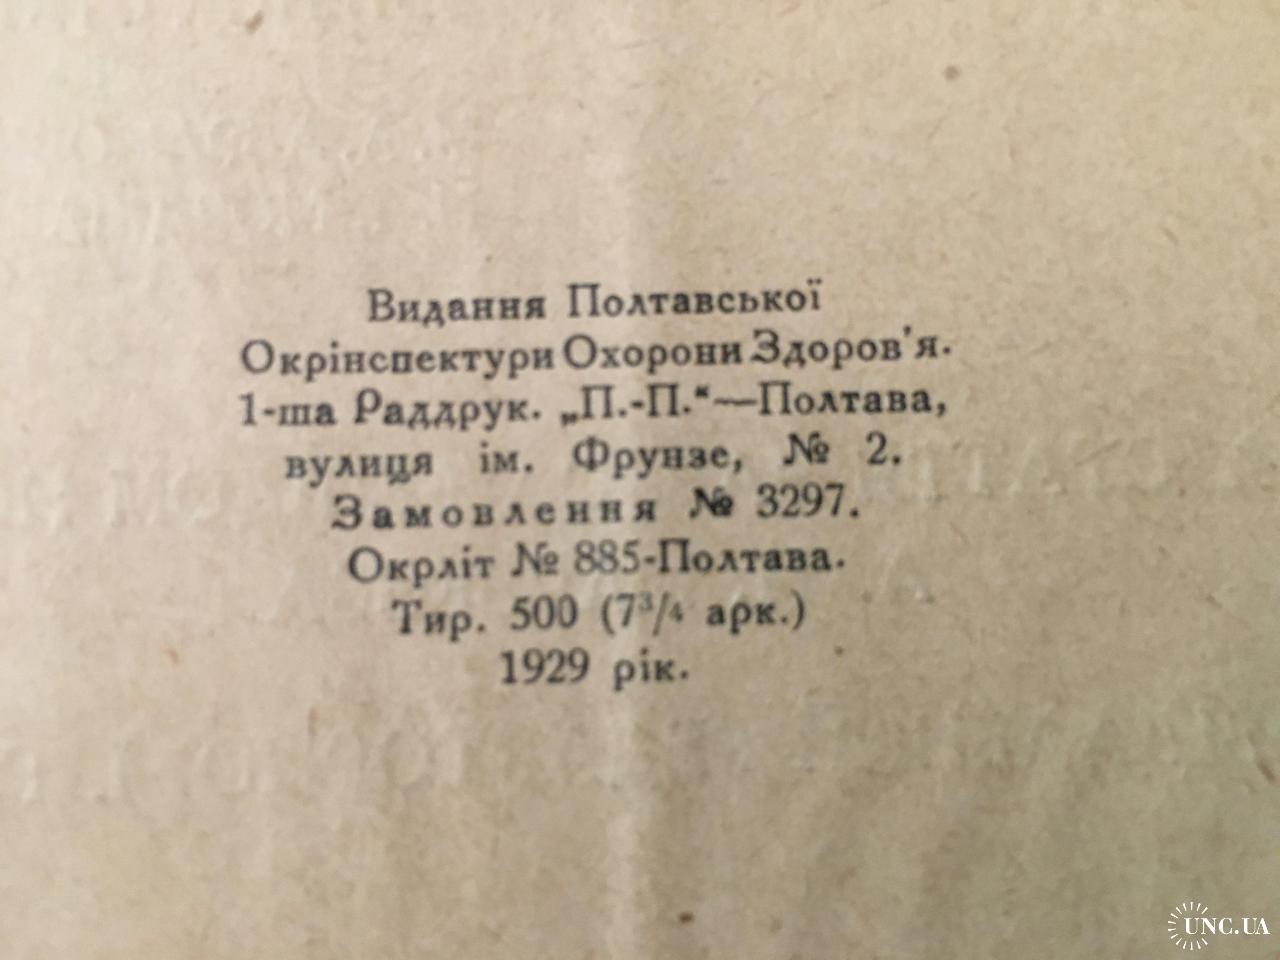 Видання Полтавської
Окрінспектури Охорони Здоров'я.
1-ша Раддрук. „П.-П.“—Полтава,
вулиця ім. Фрунзе, № 2.
Замовлення № 3297.
Окрліт № 885-Полтава.
Тир. 500 (7³/₄ арк.)
1929 рік.
UNC.UA